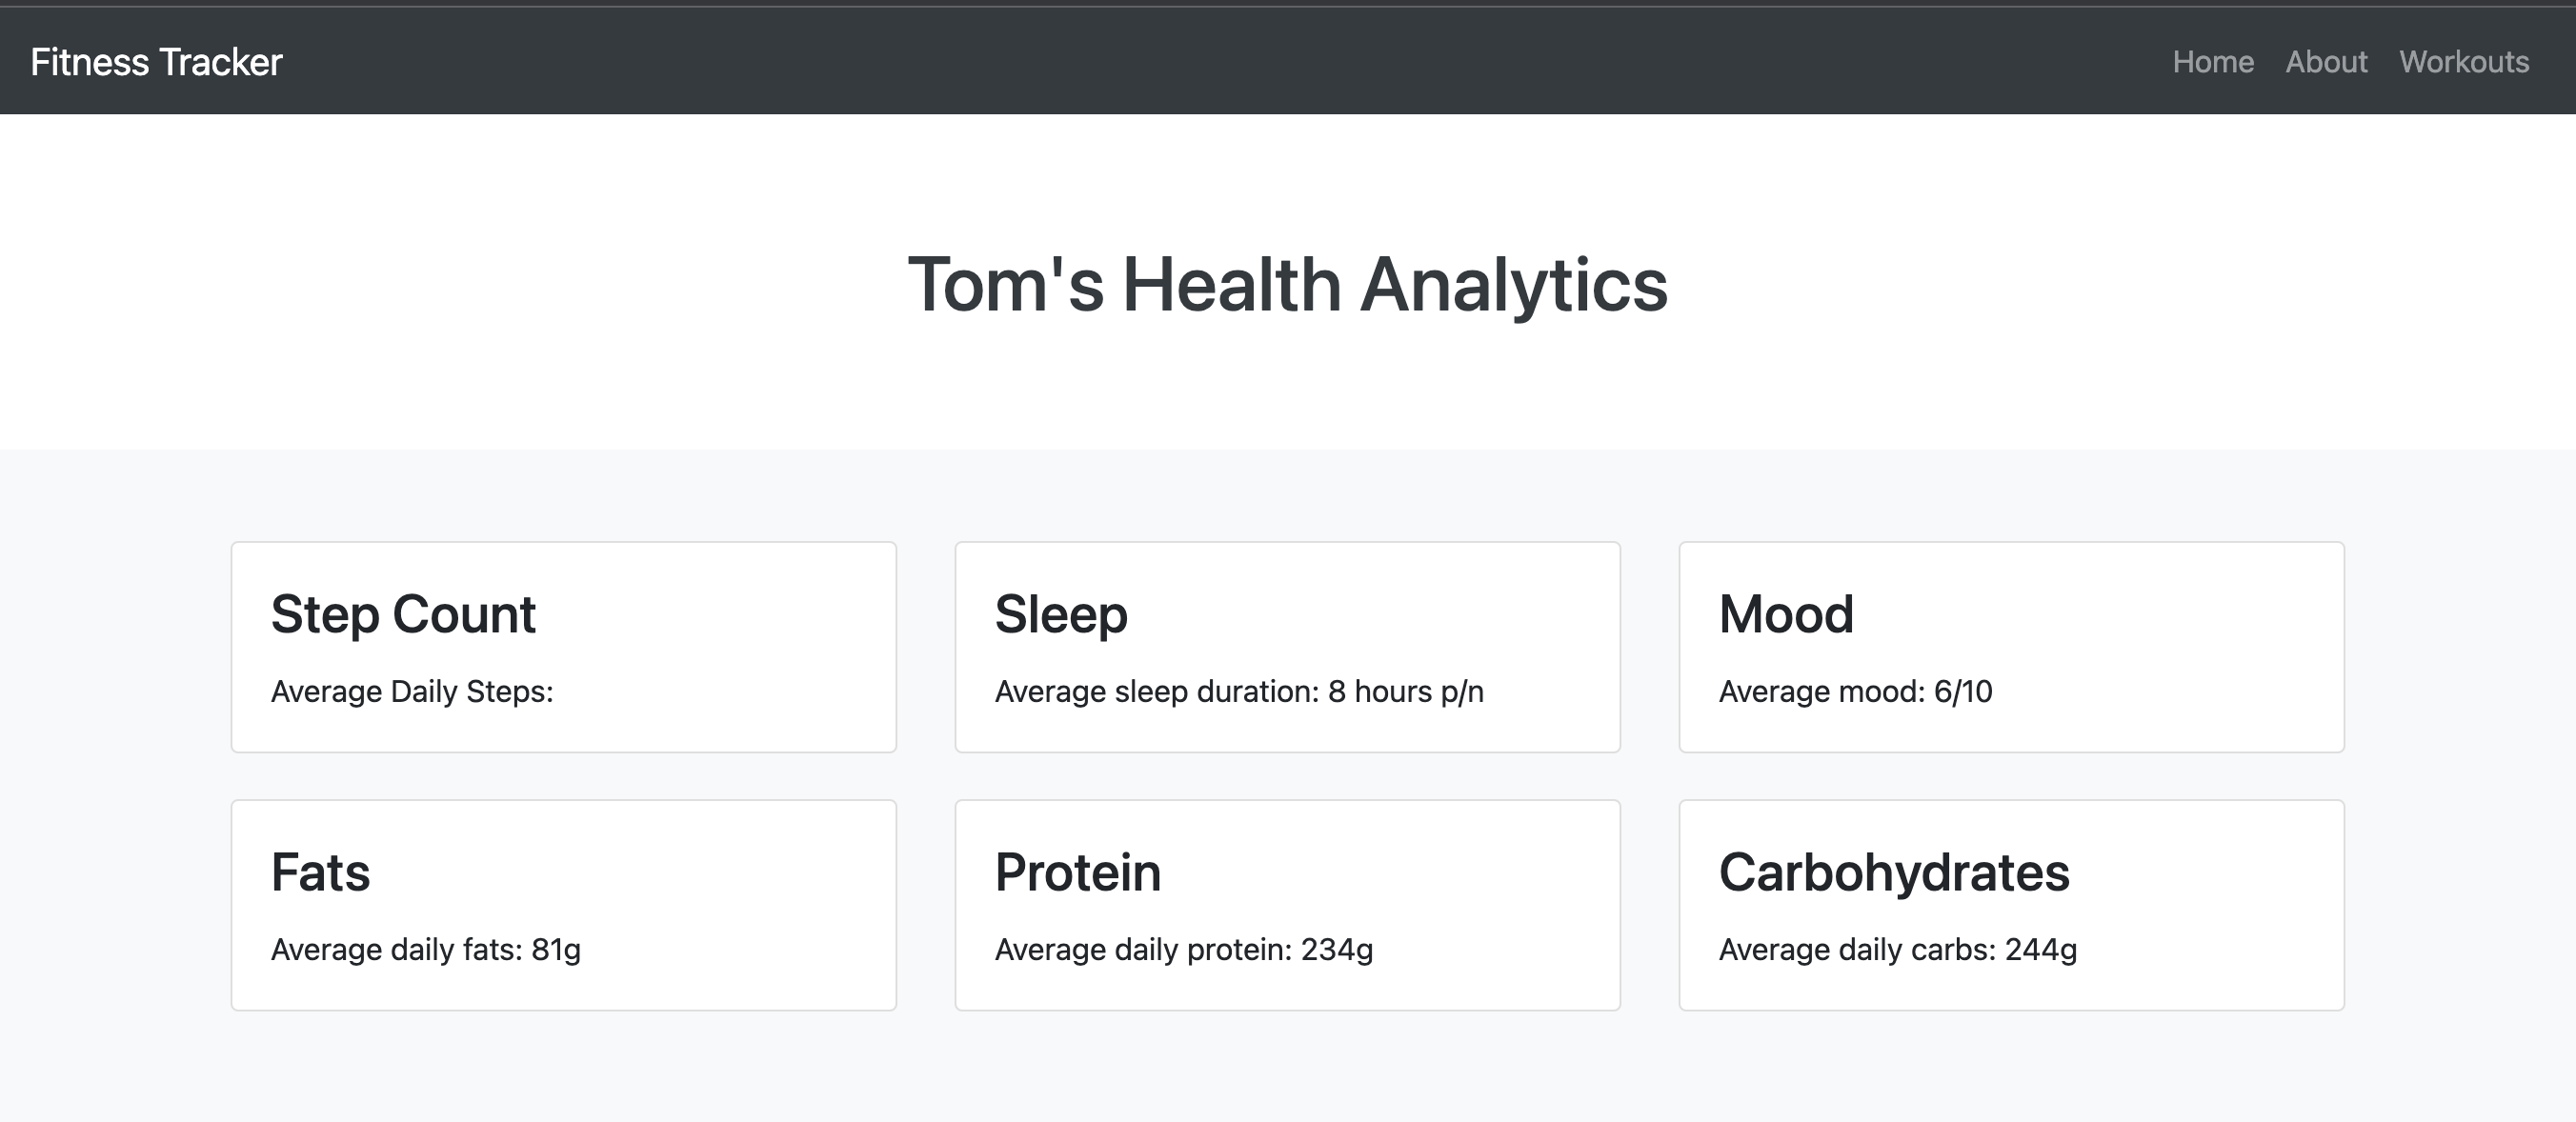 Fitness Tracker
Home About Workouts
Tom's Health Analytics
Step Count
Average Daily Steps:
Sleep
Average sleep duration: 8 hours p/n
Mood
Average mood: 6/10
Fats
Average daily fats: 81g
Protein
Average daily protein: 234g
Carbohydrates
Average daily carbs: 244g